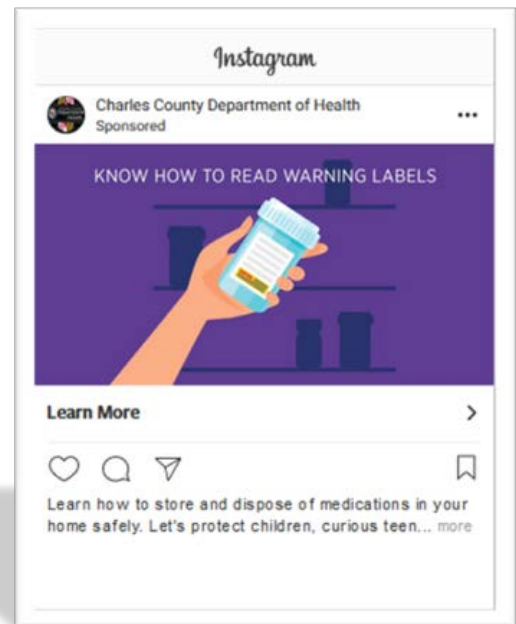 Instagram
Charles County Department of Health
Sponsored
KNOW HOW TO READ WARNING LABELS
Learn More
Learn how to store and dispose of medications in your
home safely. Let's protect children, curious teen... more